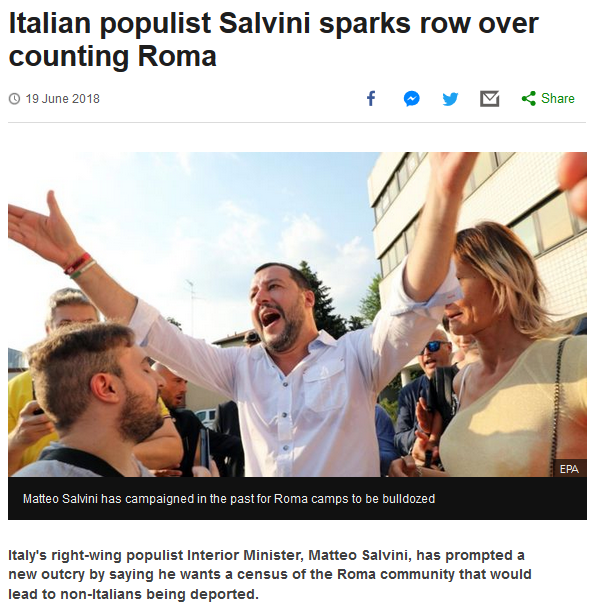 Italian populist Salvini sparks row over
counting Roma
19 June 2018
Share
EPA
Matteo Salvini has campaigned in the past for Roma camps to be bulldozed
Italy's right-wing populist Interior Minister, Matteo Salvini, has prompted a
new outcry by saying he wants a census of the Roma community that would
lead to non-Italians being deported.